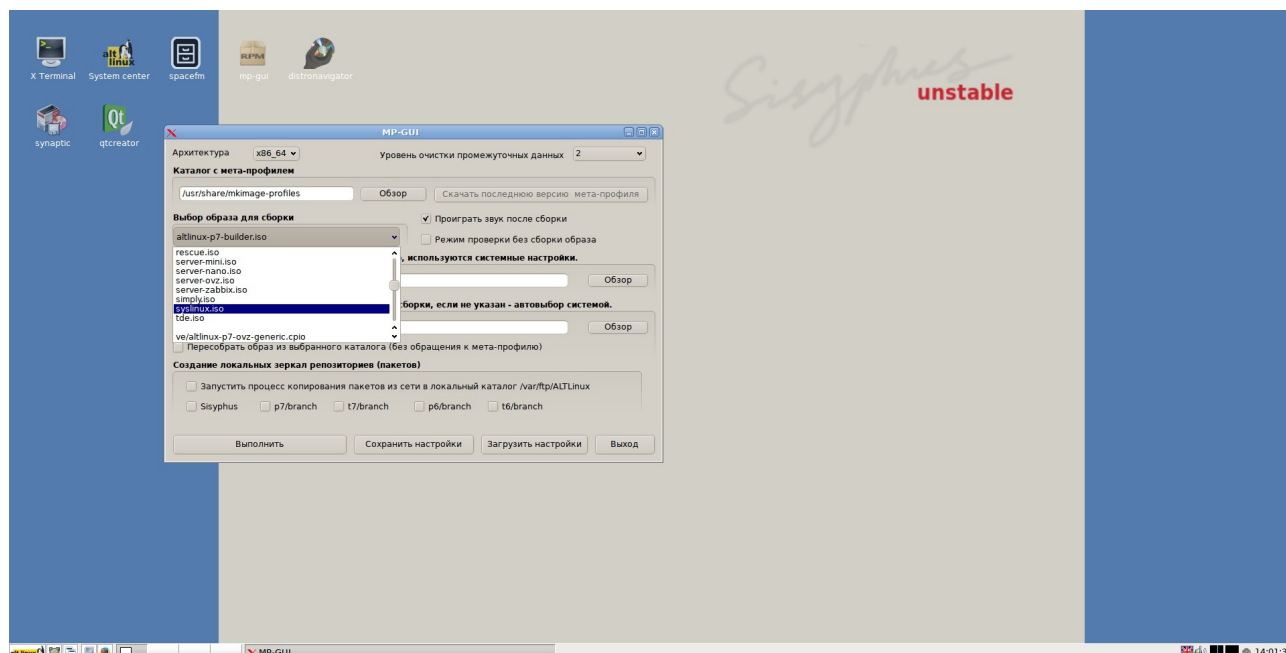 Sisyphus
unstable
alt linux
RPM
X Terminal
System center
spacefm
mp-gui
distronavigator
Qt
synaptic
qtcreator
MP-GUI
Архитектура x86_64 Уровень очистки промежуточных данных 2
Каталог с мета-профилем
/usr/share/mkimage-profiles Обзор Скачать последнюю версию мета-профиля
Выбор образа для сборки
Проиграть звук после сборки
altlinux-p7-builder.iso
Режим проверки без сборки образа
rescue.iso
server-mini.iso
server-nano.iso
server-ovz.iso
server-zabbix.iso
simply.iso
syslinux.iso
tde.iso
ve/altlinux-p7-ovz-generic.cpio
, используются системные настройки.
Обзор
сборки, если не указан - автовыбор системой.
Обзор
Пересобрать образ из выбранного каталога (без обращения к мета-профилю)
Создание локальных зеркал репозиториев (пакетов)
Запустить процесс копирования пакетов из сети в локальный каталог /var/ftp/ALTLinux
Sisyphus p7/branch t7/branch p6/branch t6/branch
Выполнить Сохранить настройки Загрузить настройки Выход
MP-GUI